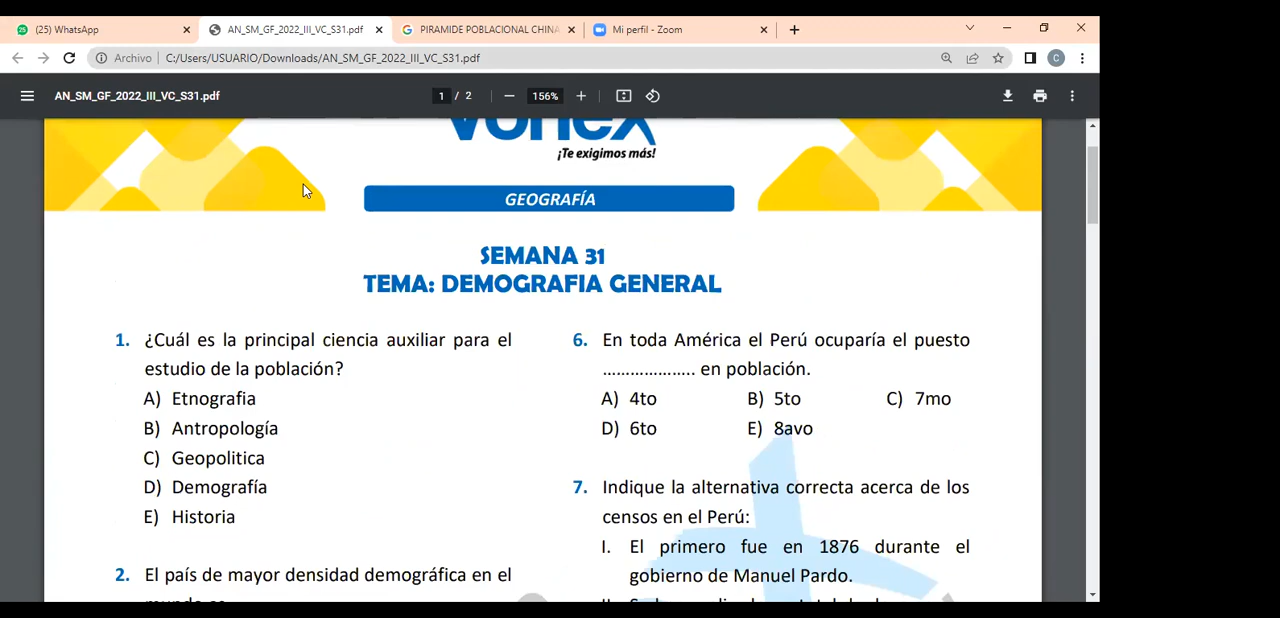 (25) WhatsApp
AN_SM_GF_2022_III_VC_S31.pdf
PIRAMIDE POBLACIONAL CHINA
Mi perfil - Zoom
Archivo
C:/Users/USUARIO/Downloads/AN_SM_GF_2022_III_VC_S31.pdf
C
AN_SM_GF_2022_III_VC_S31.pdf
1 / 2
156%
Vonex
¡Te exigimos más!
GEOGRAFÍA
SEMANA 31
TEMA: DEMOGRAFIA GENERAL
1. ¿Cuál es la principal ciencia auxiliar para el
estudio de la población?
A) Etnografia
B) Antropología
C) Geopolitica
D) Demografía
E) Historia
2. El país de mayor densidad demográfica en el
6. En toda América el Perú ocuparía el puesto
.................... en población.
A) 4to B) 5to C) 7mo
D) 6to E) 8avo
7. Indique la alternativa correcta acerca de los
censos en el Perú:
I. El primero fue en 1876 durante el
gobierno de Manuel Pardo.